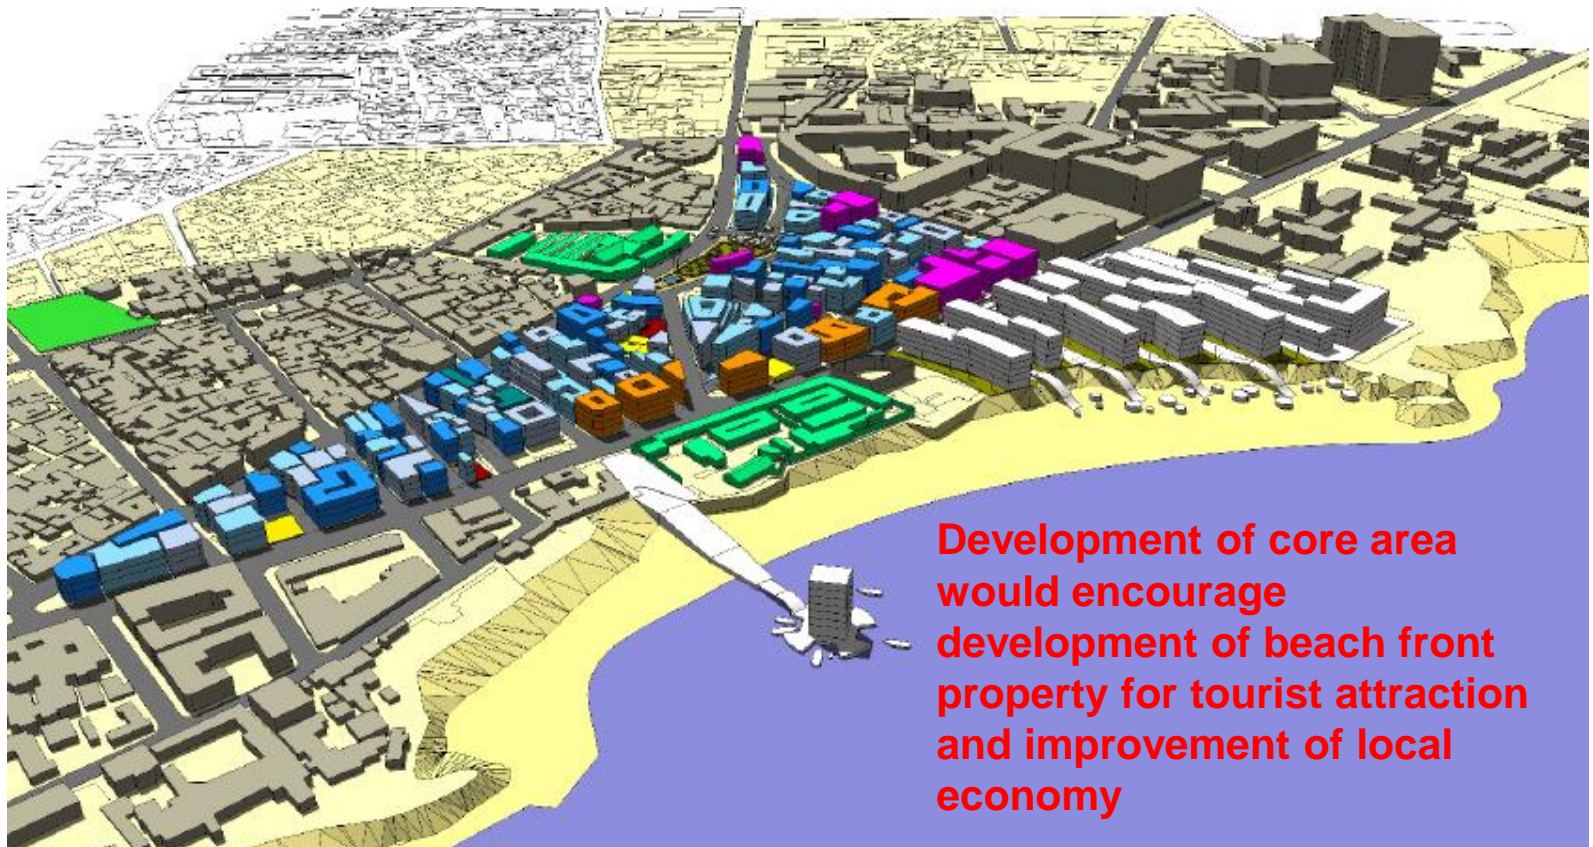 Development of core area
would encourage
development of beach front
property for tourist attraction
and improvement of local
economy